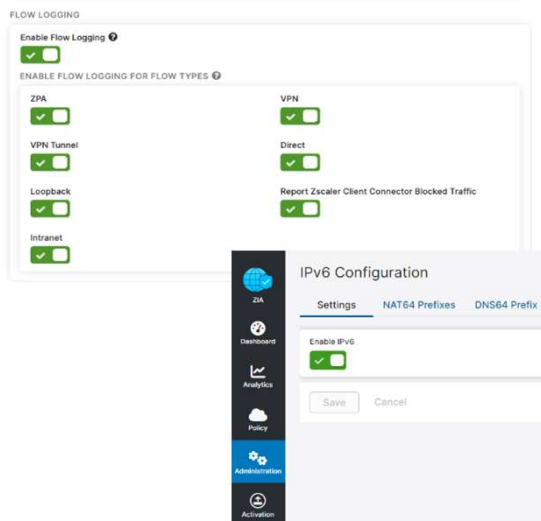 FLOW LOGGING
Enable Flow Logging
ENABLE FLOW LOGGING FOR FLOW TYPES
ZPA
VPN
VPN Tunnel
Direct
Loopback
Report Zscaler Client Connector Blocked Traffic
Intranet
IPv6 Configuration
Settings NAT64 Prefixes DNS64 Prefix
Enable IPv6
Save Cancel
ZIA
Dashboard
Analytics
Policy
Administration
Activation